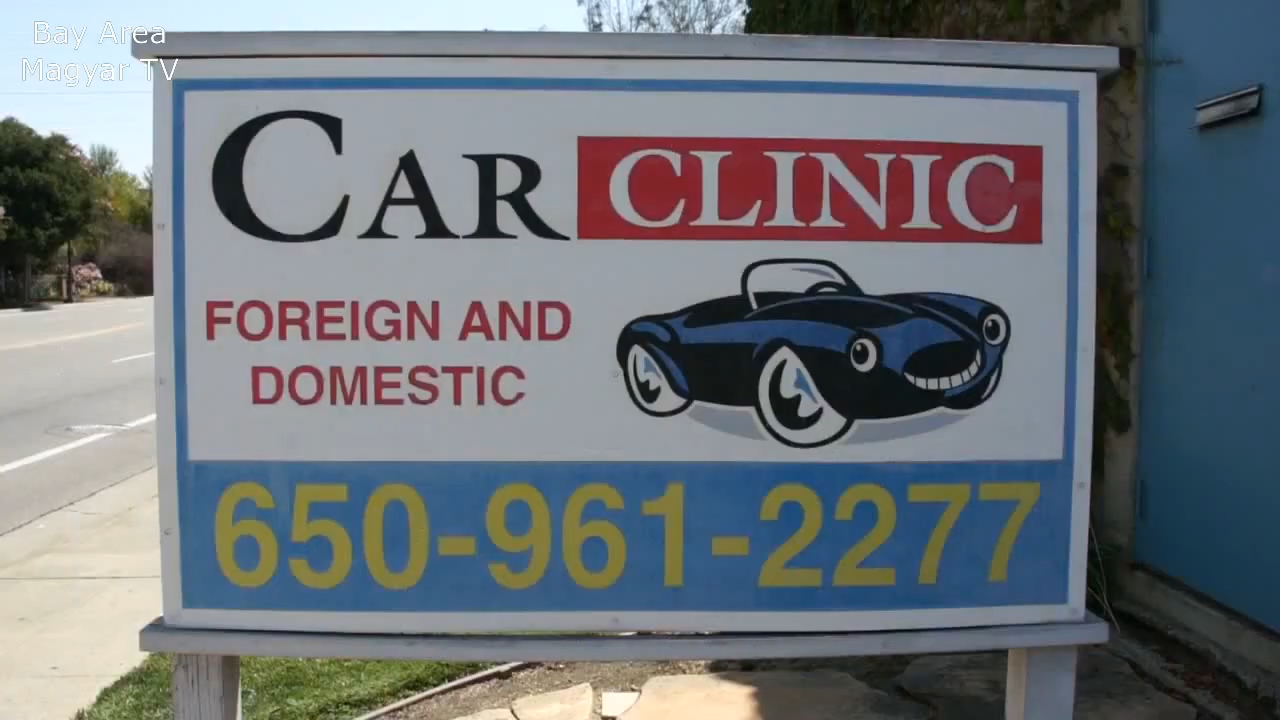 Bay Area
Magyar TV
CAR CLINIC
FOREIGN AND
DOMESTIC
650-961-2277